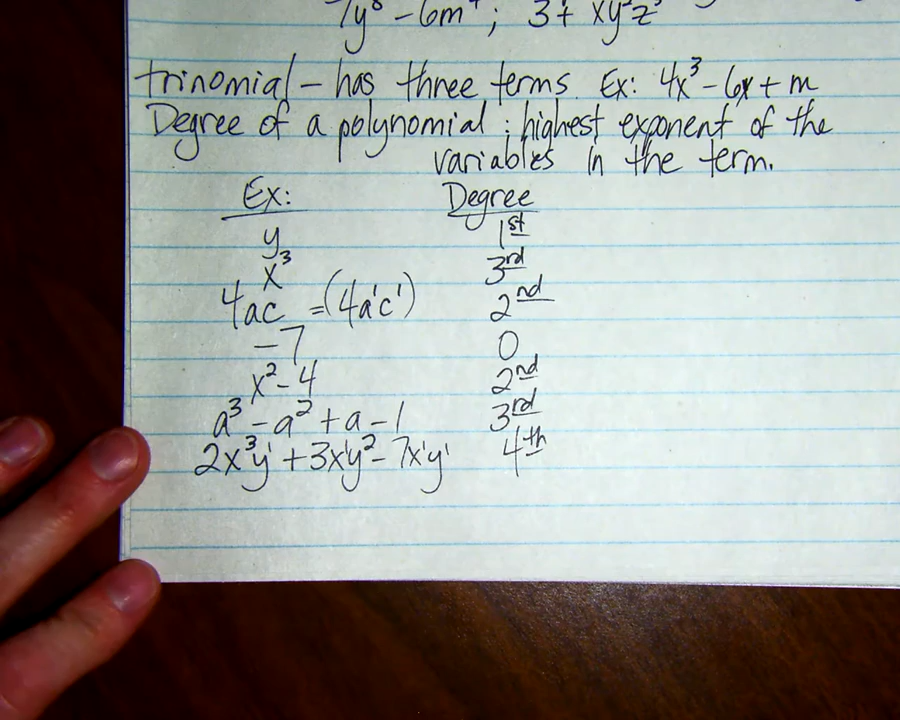 7y⁸ - 6m⁴; 3 + xy²z⁵
trinomial - has three terms. Ex: 4x³ - 6x + m
Degree of a polynomial : highest exponent of the
variables in the term.
Ex: Degree
y 1st
x³ 3rd
4ac = (4a¹c¹) 2nd
-7 0
x² - 4 2nd
a³ - a² + a - 1 3rd
2x³y¹ + 3x¹y² - 7x¹y¹ 4th